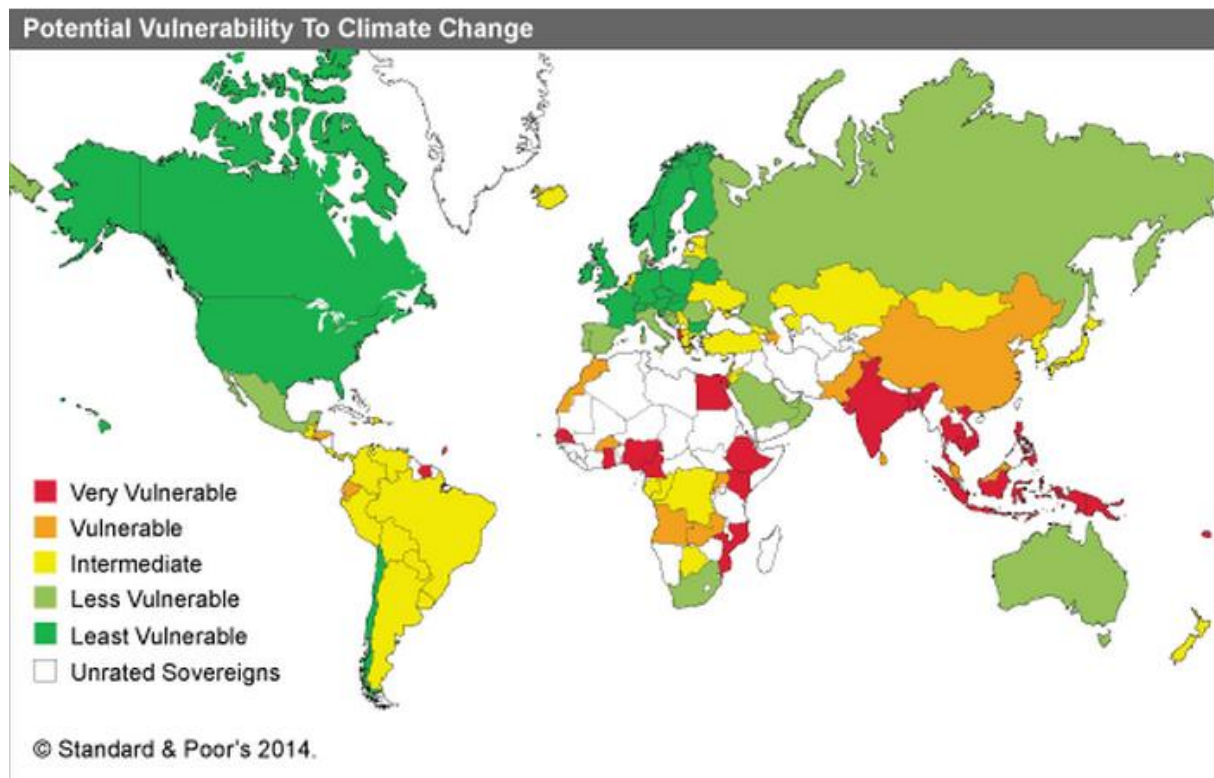 Potential Vulnerability To Climate Change
Very Vulnerable
Vulnerable
Intermediate
Less Vulnerable
Least Vulnerable
Unrated Sovereigns
© Standard & Poor's 2014.